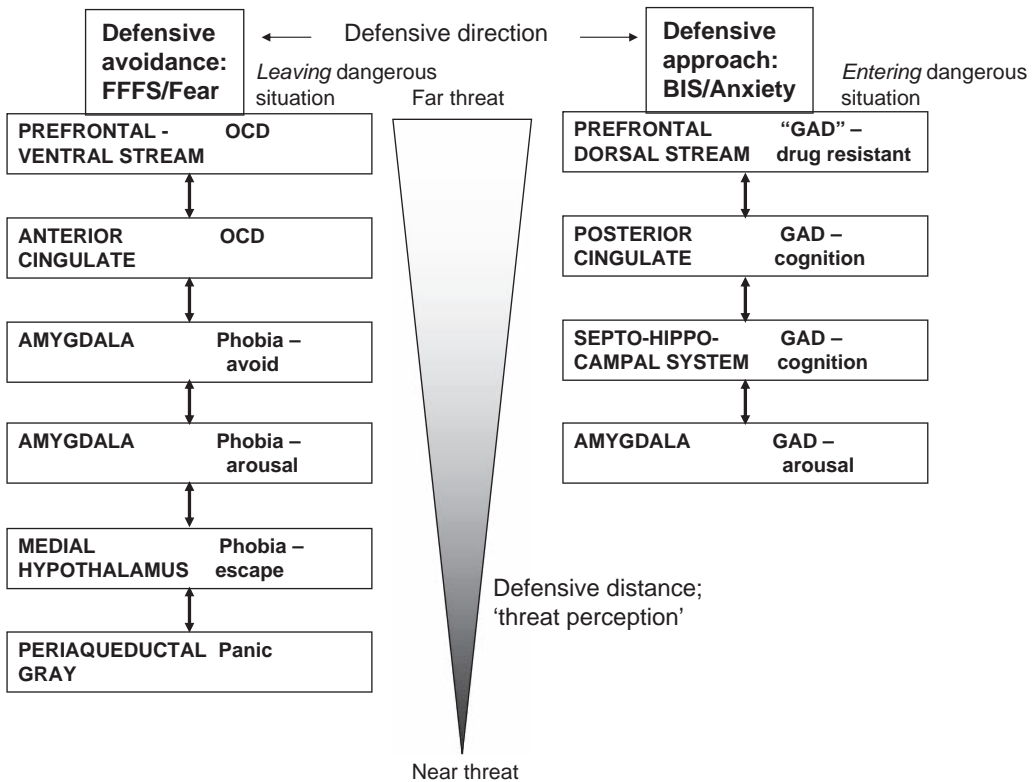 Defensive
avoidance:
FFFS/Fear
Defensive direction
Defensive
approach:
BIS/Anxiety
Leaving dangerous
situation
Far threat
Entering dangerous
situation
PREFRONTAL - OCD
VENTRAL STREAM
ANTERIOR OCD
CINGULATE
AMYGDALA Phobia –
avoid
AMYGDALA Phobia –
arousal
MEDIAL Phobia –
HYPOTHALAMUS escape
PERIAQUEDUCTAL Panic
GRAY
PREFRONTAL “GAD” –
DORSAL STREAM drug resistant
POSTERIOR GAD –
CINGULATE cognition
SEPTO-HIPPO- GAD –
CAMPAL SYSTEM cognition
AMYGDALA GAD –
arousal
Defensive distance;
‘threat perception’
Near threat